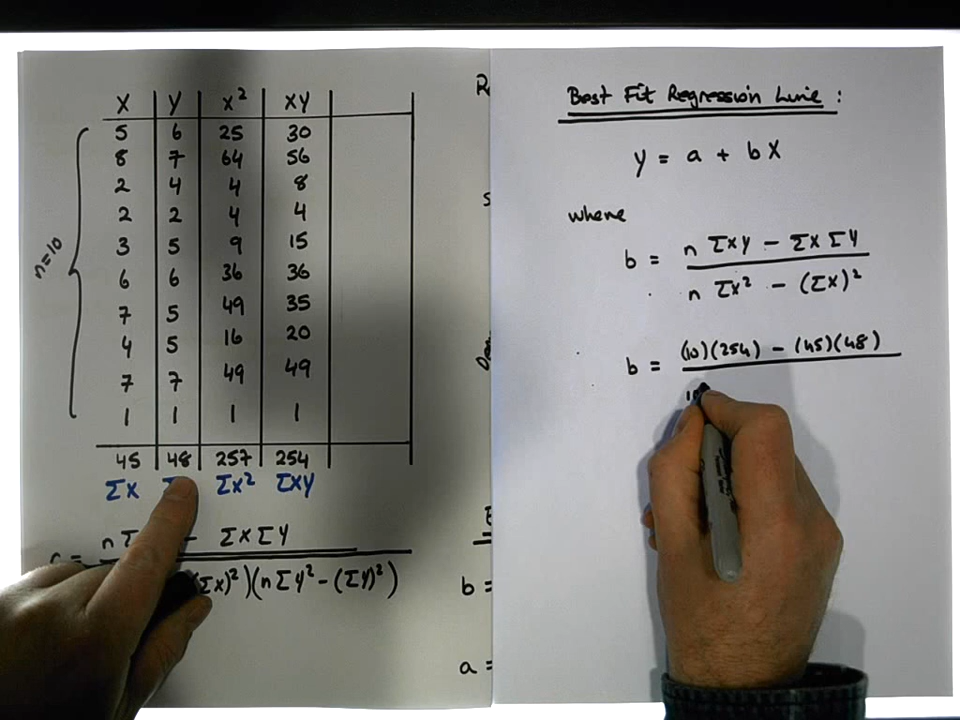 X Y X² XY
5 6 25 30
8 7 64 56
2 4 4 8
2 2 4 4
3 5 9 15
6 6 36 36
7 5 49 35
4 5 16 20
7 7 49 49
1 1 1 1
n=10
45 48 257 254
ΣX ΣX² ΣXY
n Σ - ΣXΣY
ΣX)²)(nΣY²-(ΣY)²)
b =
a =
Best Fit Regression Line:
y = a + bX
where
b = n ΣXY - ΣXΣY
n ΣX² - (ΣX)²
b = (10)(254) - (45)(48)